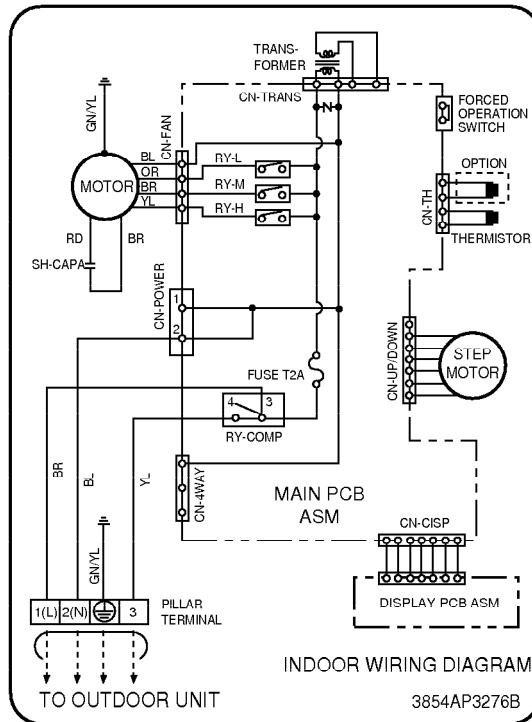 TRANS-
FORMER
CN-TRANS
N
FORCED
OPERATION
SWITCH
GN/YL
CN-FAN
BL
OR
BR
YL
MOTOR
RY-L
RY-M
RY-H
OPTION
CN-TH
THERMISTOR
RD
BR
SH-CAPA
CN-POWER
1
2
CN-UP/DOWN
STEP
MOTOR
FUSE T2A
4
3
RY-COMP
BR
BL
YL
CN-4WAY
MAIN PCB
ASM
GN/YL
CN-CISP
DISPLAY PCB ASM
1(L)
2(N)
3
PILLAR
TERMINAL
INDOOR WIRING DIAGRAM
TO OUTDOOR UNIT
3854AP3276B